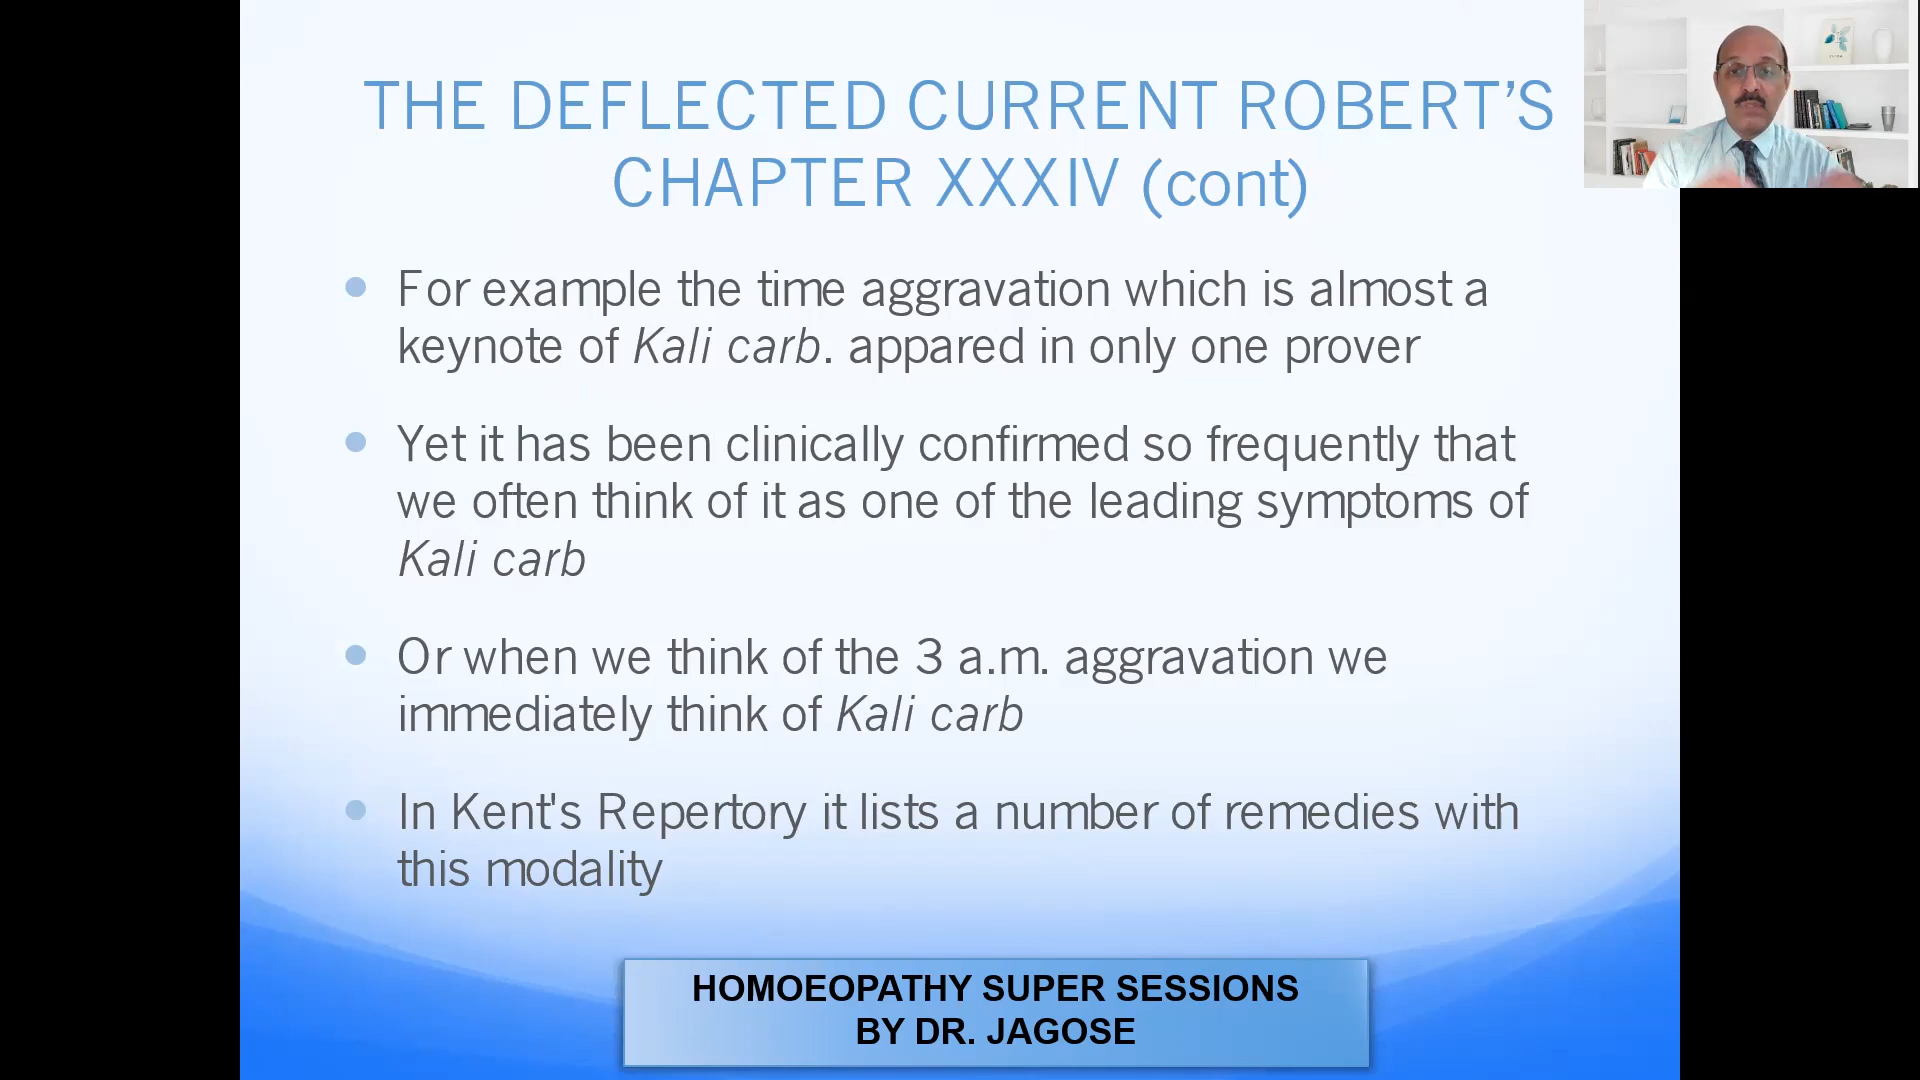 THE DEFLECTED CURRENT ROBERT’S
CHAPTER XXXIV (cont)
For example the time aggravation which is almost a
keynote of Kali carb. appared in only one prover
Yet it has been clinically confirmed so frequently that
we often think of it as one of the leading symptoms of
Kali carb
Or when we think of the 3 a.m. aggravation we
immediately think of Kali carb
In Kent's Repertory it lists a number of remedies with
this modality
HOMOEOPATHY SUPER SESSIONS
BY DR. JAGOSE